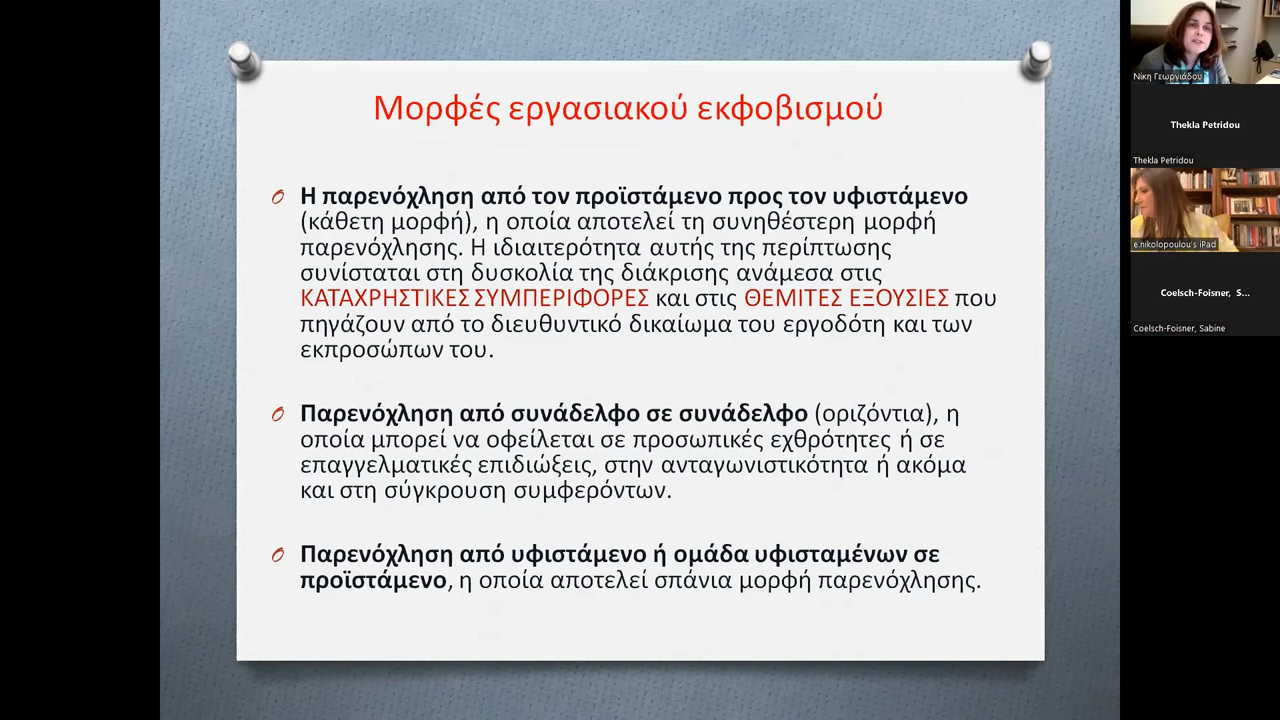 Μορφές εργασιακού εκφοβισμού
Η παρενόχληση από τον προϊστάμενο προς τον υφιστάμενο
(κάθετη μορφή), η οποία αποτελεί τη συνηθέστερη μορφή
παρενόχλησης. Η ιδιαιτερότητα αυτής της περίπτωσης
συνίσταται στη δυσκολία της διάκρισης ανάμεσα στις
ΚΑΤΑΧΡΗΣΤΙΚΕΣ ΣΥΜΠΕΡΙΦΟΡΕΣ και στις ΘΕΜΙΤΕΣ ΕΞΟΥΣΙΕΣ που
πηγάζουν από το διευθυντικό δικαίωμα του εργοδότη και των
εκπροσώπων του.
Παρενόχληση από συνάδελφο σε συνάδελφο (οριζόντια), η
οποία μπορεί να οφείλεται σε προσωπικές εχθρότητες ή σε
επαγγελματικές επιδιώξεις, στην ανταγωνιστικότητα ή ακόμα
και στη σύγκρουση συμφερόντων.
Παρενόχληση από υφιστάμενο ή ομάδα υφισταμένων σε
προϊστάμενο, η οποία αποτελεί σπάνια μορφή παρενόχλησης.
Νίκη Γεωργιάδου
Thekla Petridou
Thekla Petridou
e.nikolopoulou's iPad
Coelsch-Foisner, S...
Coelsch-Foisner, Sabine